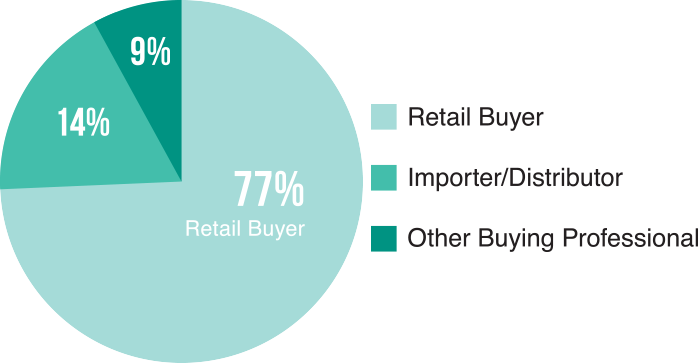 9%
14%
77%
Retail Buyer
Retail Buyer
Importer/Distributor
Other Buying Professional